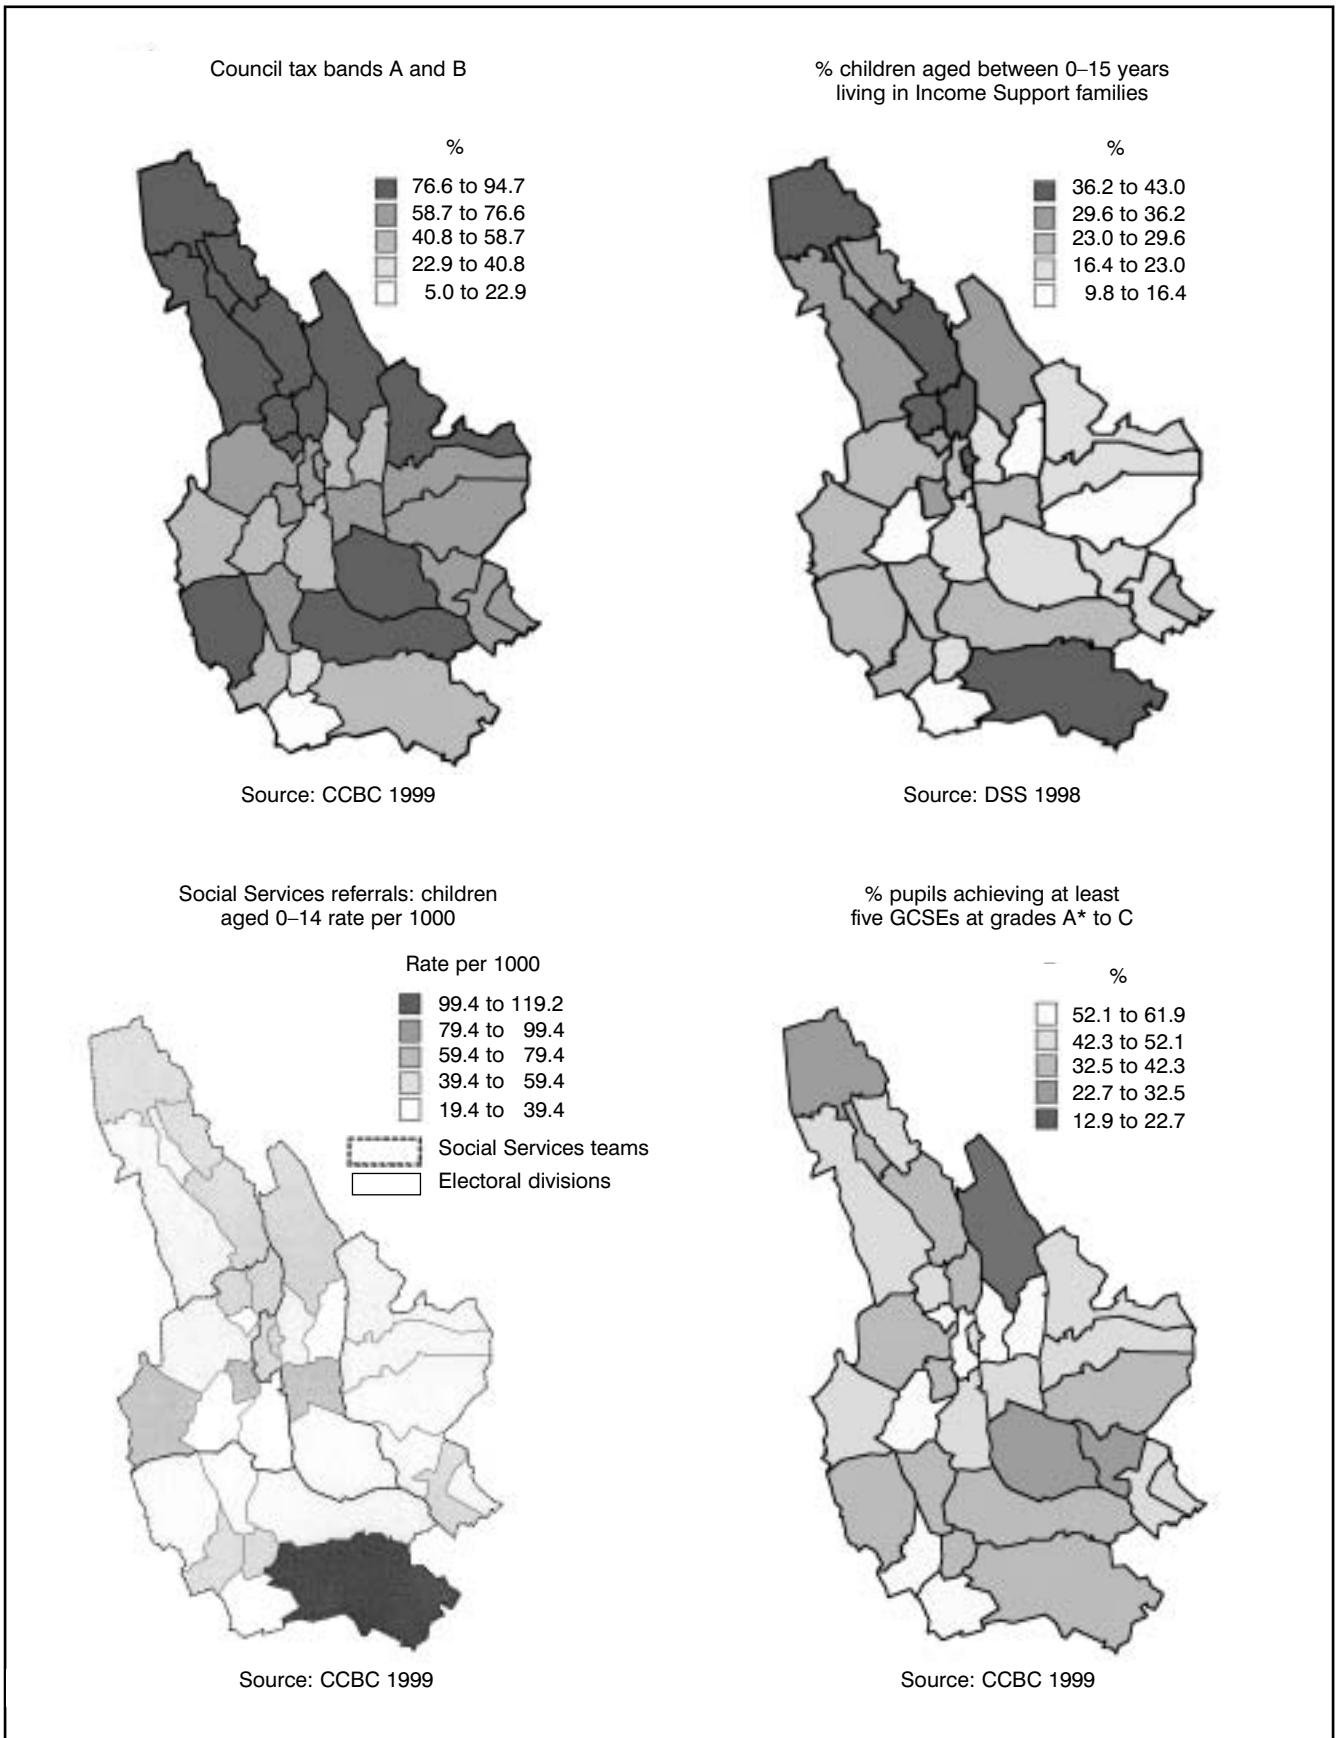 Council tax bands A and B
%
76.6 to 94.7
58.7 to 76.6
40.8 to 58.7
22.9 to 40.8
5.0 to 22.9
Source: CCBC 1999
% children aged between 0–15 years
living in Income Support families
%
36.2 to 43.0
29.6 to 36.2
23.0 to 29.6
16.4 to 23.0
9.8 to 16.4
Source: DSS 1998
Social Services referrals: children
aged 0–14 rate per 1000
Rate per 1000
99.4 to 119.2
79.4 to 99.4
59.4 to 79.4
39.4 to 59.4
19.4 to 39.4
Social Services teams
Electoral divisions
Source: CCBC 1999
% pupils achieving at least
five GCSEs at grades A* to C
%
52.1 to 61.9
42.3 to 52.1
32.5 to 42.3
22.7 to 32.5
12.9 to 22.7
Source: CCBC 1999